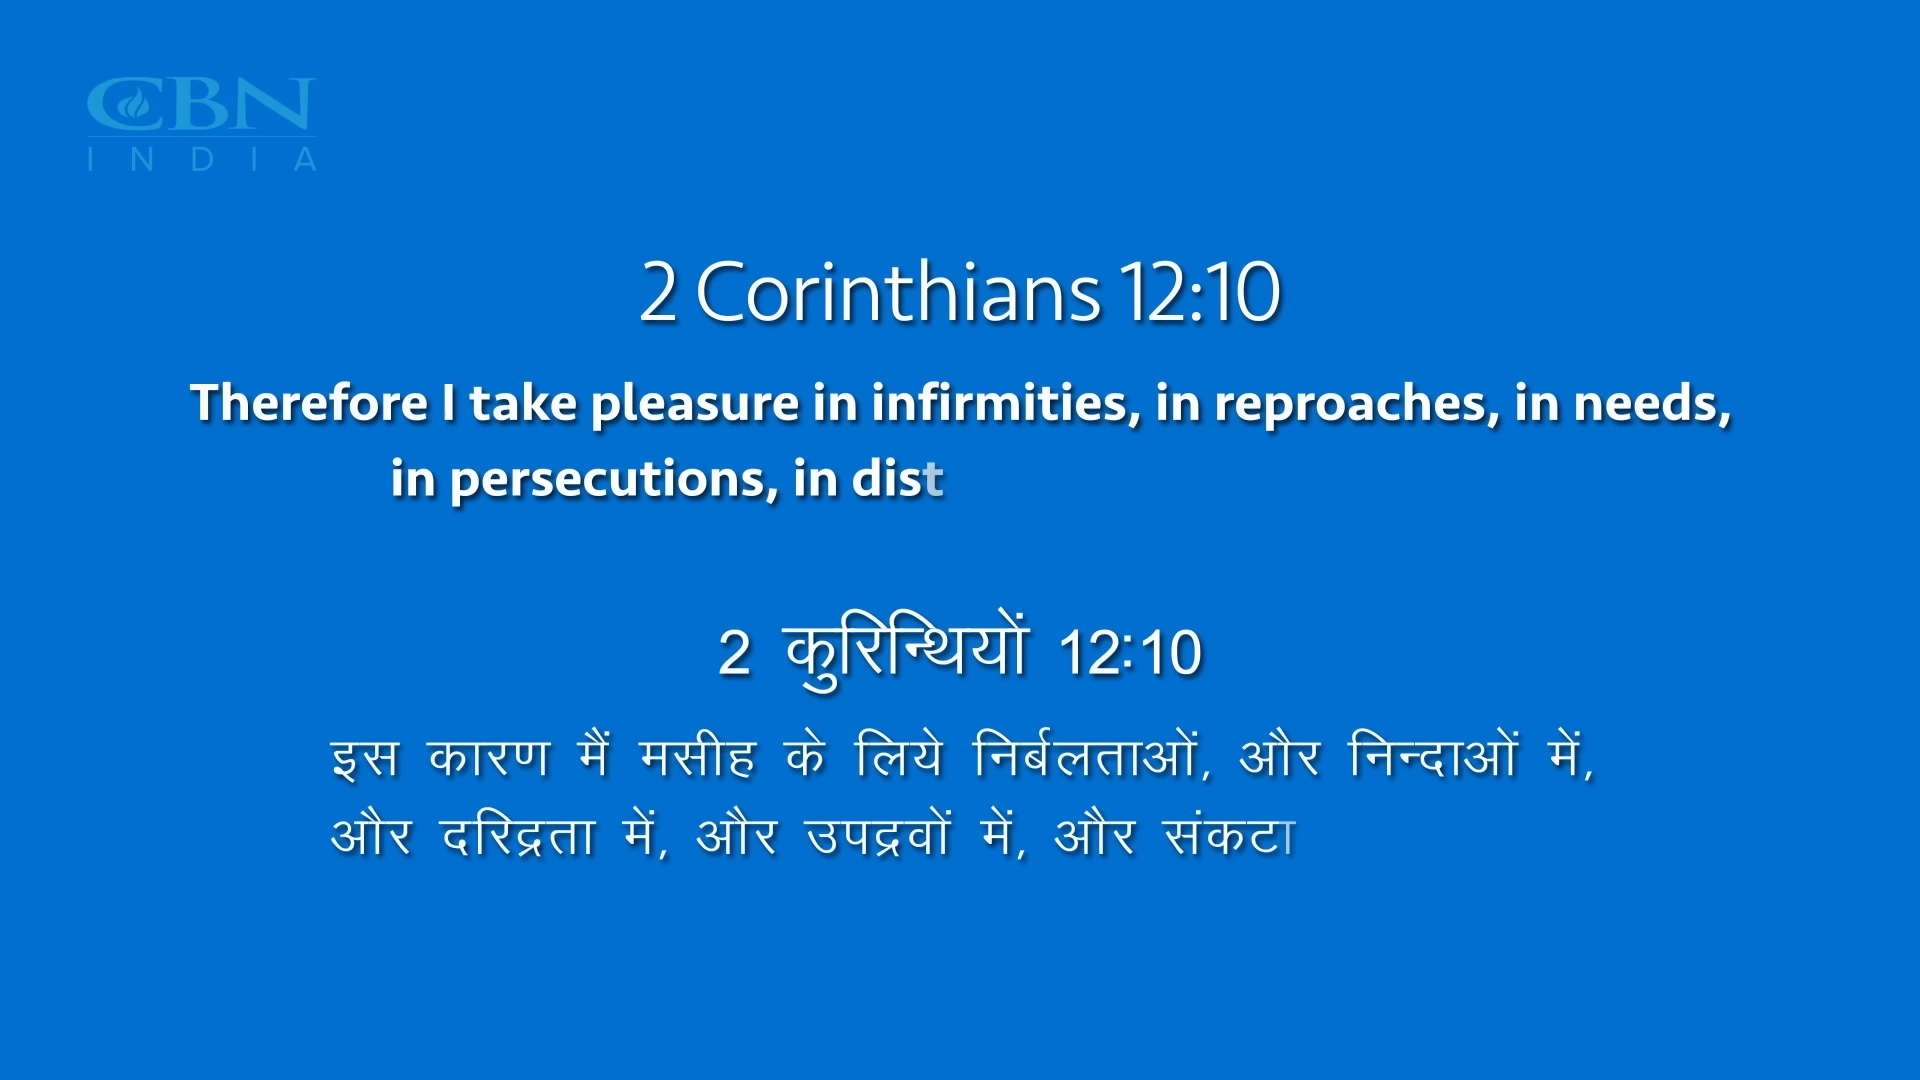 CBN
INDIA
2 Corinthians 12:10
Therefore I take pleasure in infirmities, in reproaches, in needs,
in persecutions, in dist
2 कुरिन्थियों 12:10
इस कारण मैं मसीह के लिये निर्बलताओं, और निन्दाओं में,
और दरिद्रता में, और उपद्रवों में, और संकटा